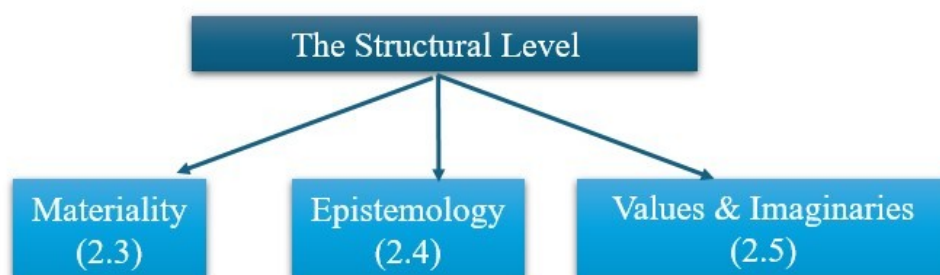 The Structural Level
Materiality
(2.3)
Epistemology
(2.4)
Values & Imaginaries
(2.5)